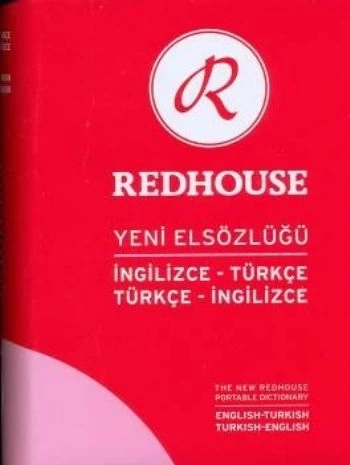 R
REDHOUSE
YENİ ELSÖZLÜĞÜ
İNGİLİZCE - TÜRKÇE
TÜRKÇE - İNGİLİZCE
THE NEW REDHOUSE
PORTABLE DICTIONARY
ENGLISH-TURKISH
TURKISH-ENGLISH